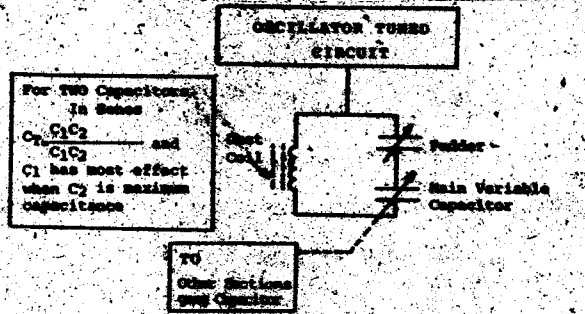 OSCILLATOR TUNED
CIRCUIT
For TWO Capacitors
In Series
CT C1C2 and
C1C2
C1 has most effect
when C2 is maximum
capacitance
Coil
Padder
Main Variable
Capacitor
TO
Other Sections
Capacitor